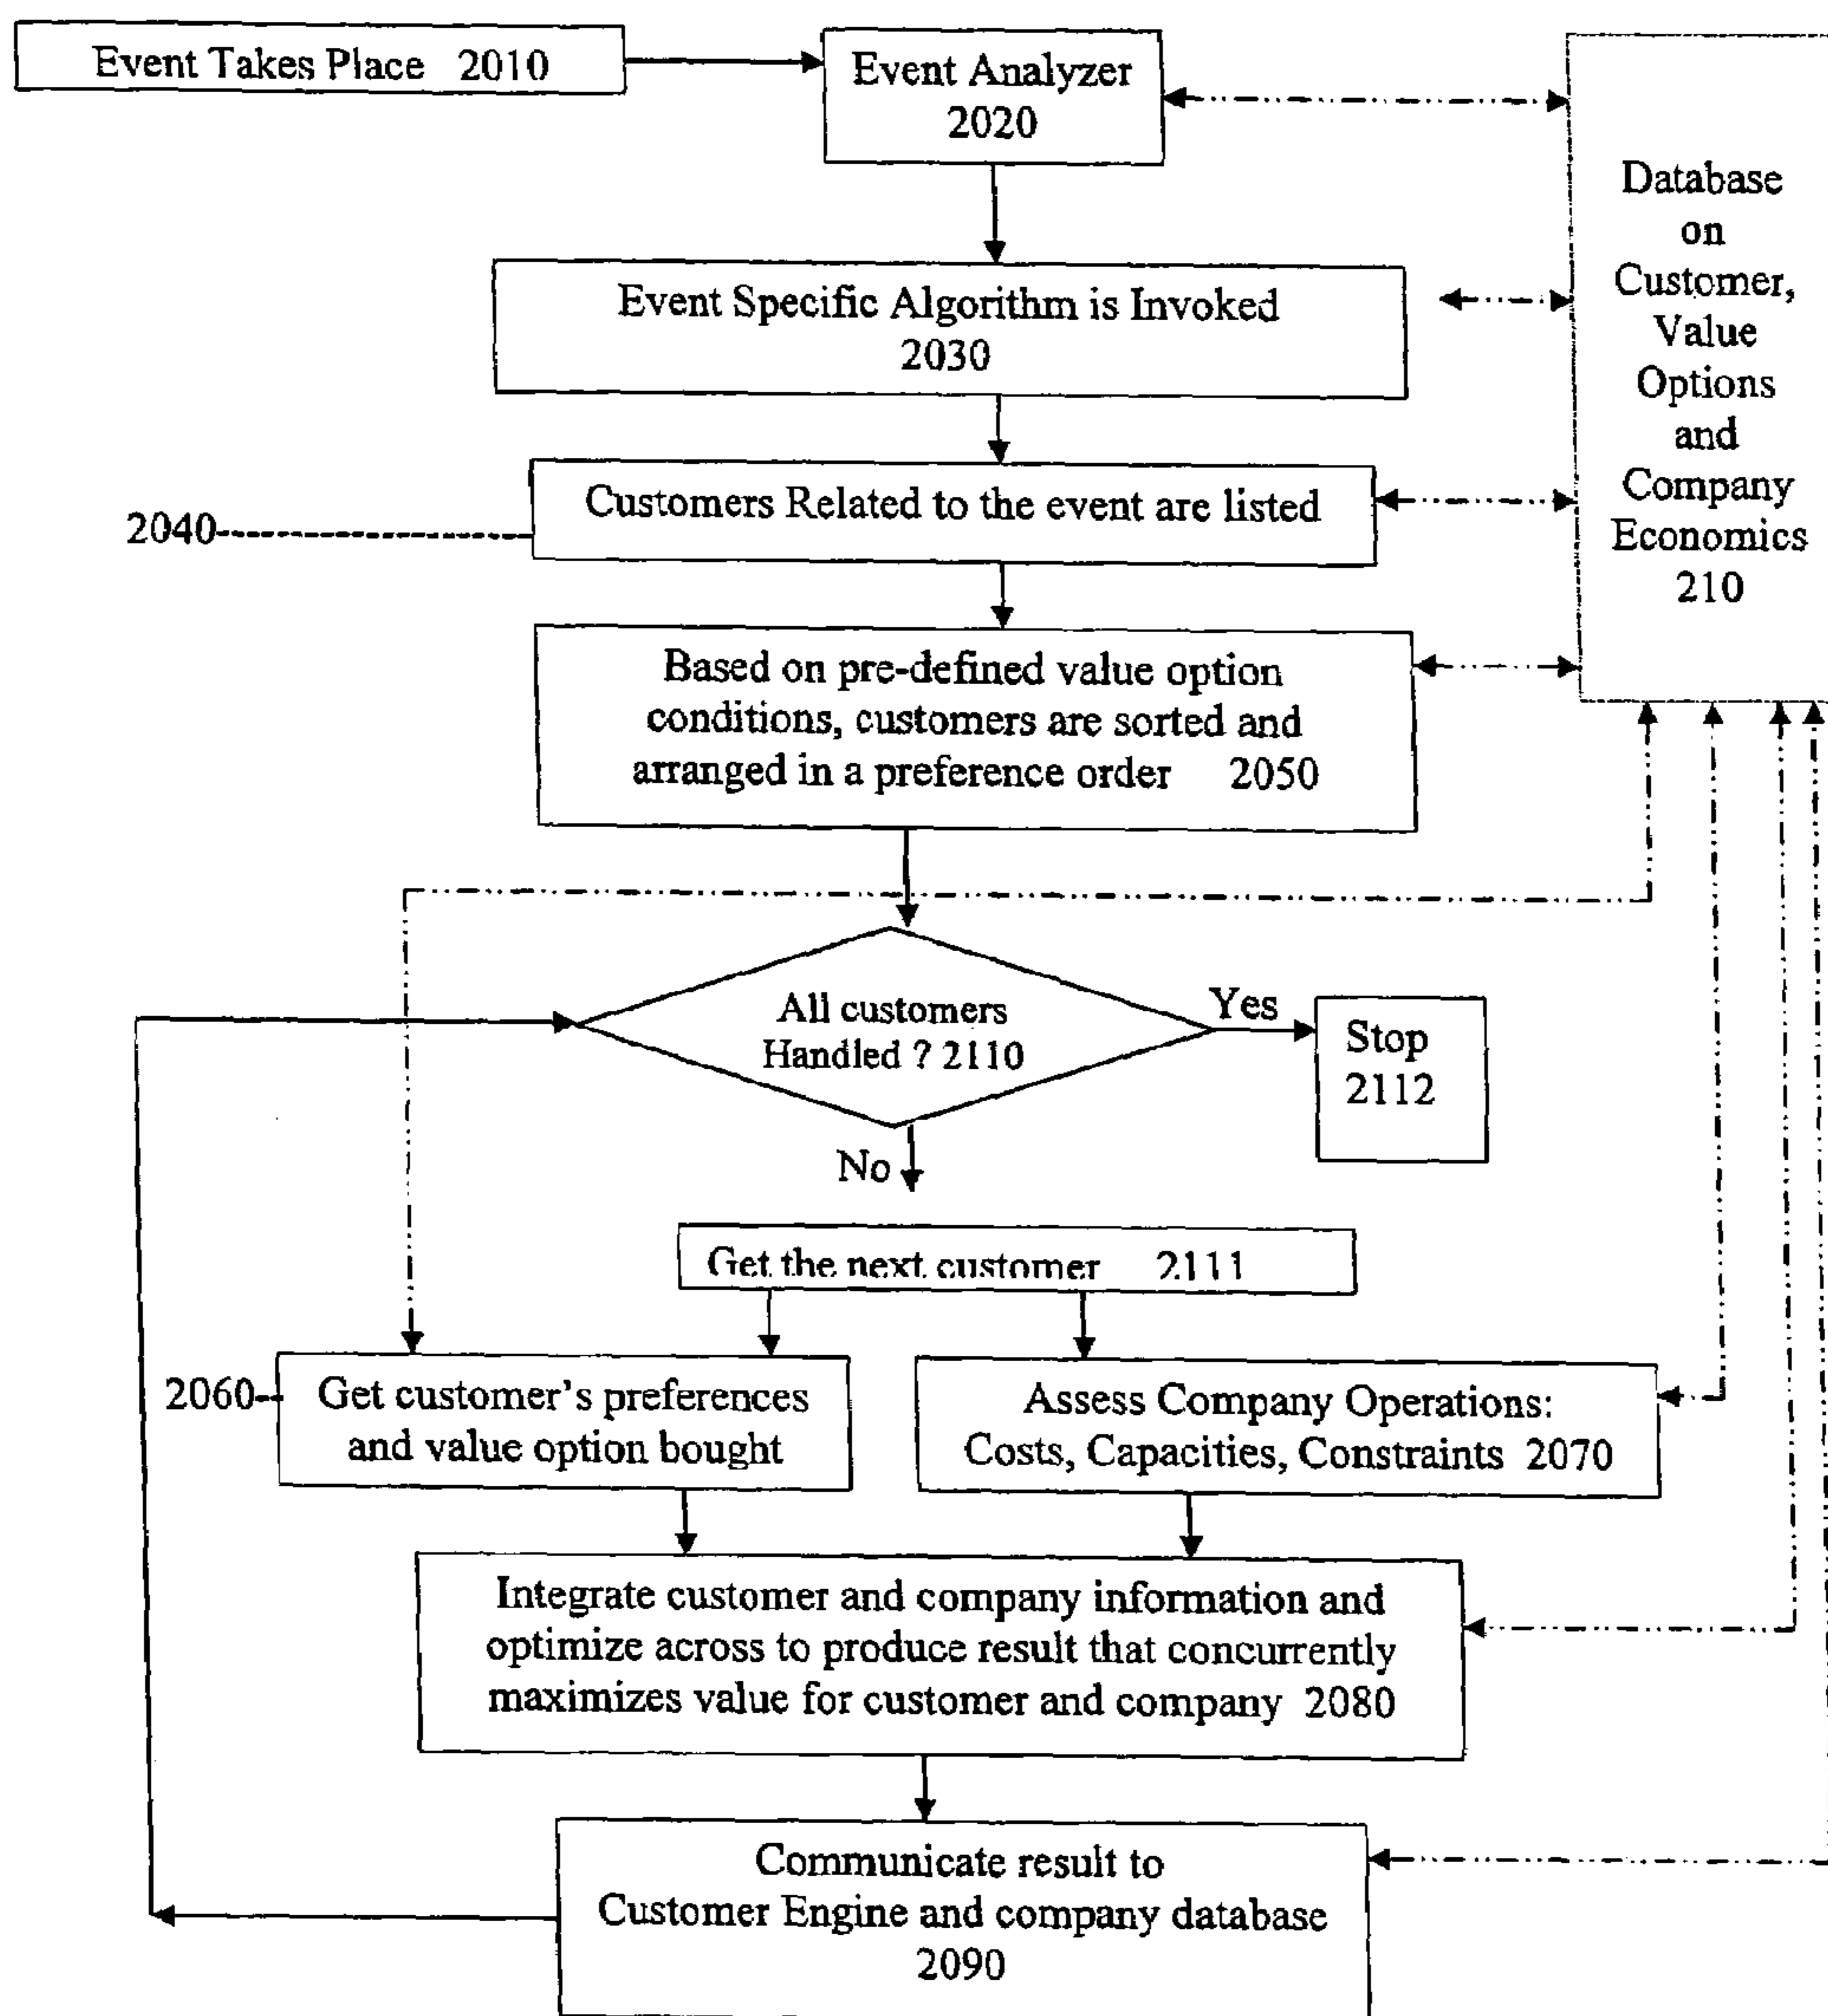 Event Takes Place 2010
Event Analyzer
2020
Database
on
Customer,
Value
Options
and
Company
Economics
210
Event Specific Algorithm is Invoked
2030
Customers Related to the event are listed
2040
Based on pre-defined value option
conditions, customers are sorted and
arranged in a preference order 2050
All customers
Handled ? 2110
Yes
Stop
2112
No
Get the next customer 2111
2060
Get customer's preferences
and value option bought
Assess Company Operations:
Costs, Capacities, Constraints 2070
Integrate customer and company information and
optimize across to produce result that concurrently
maximizes value for customer and company 2080
Communicate result to
Customer Engine and company database
2090